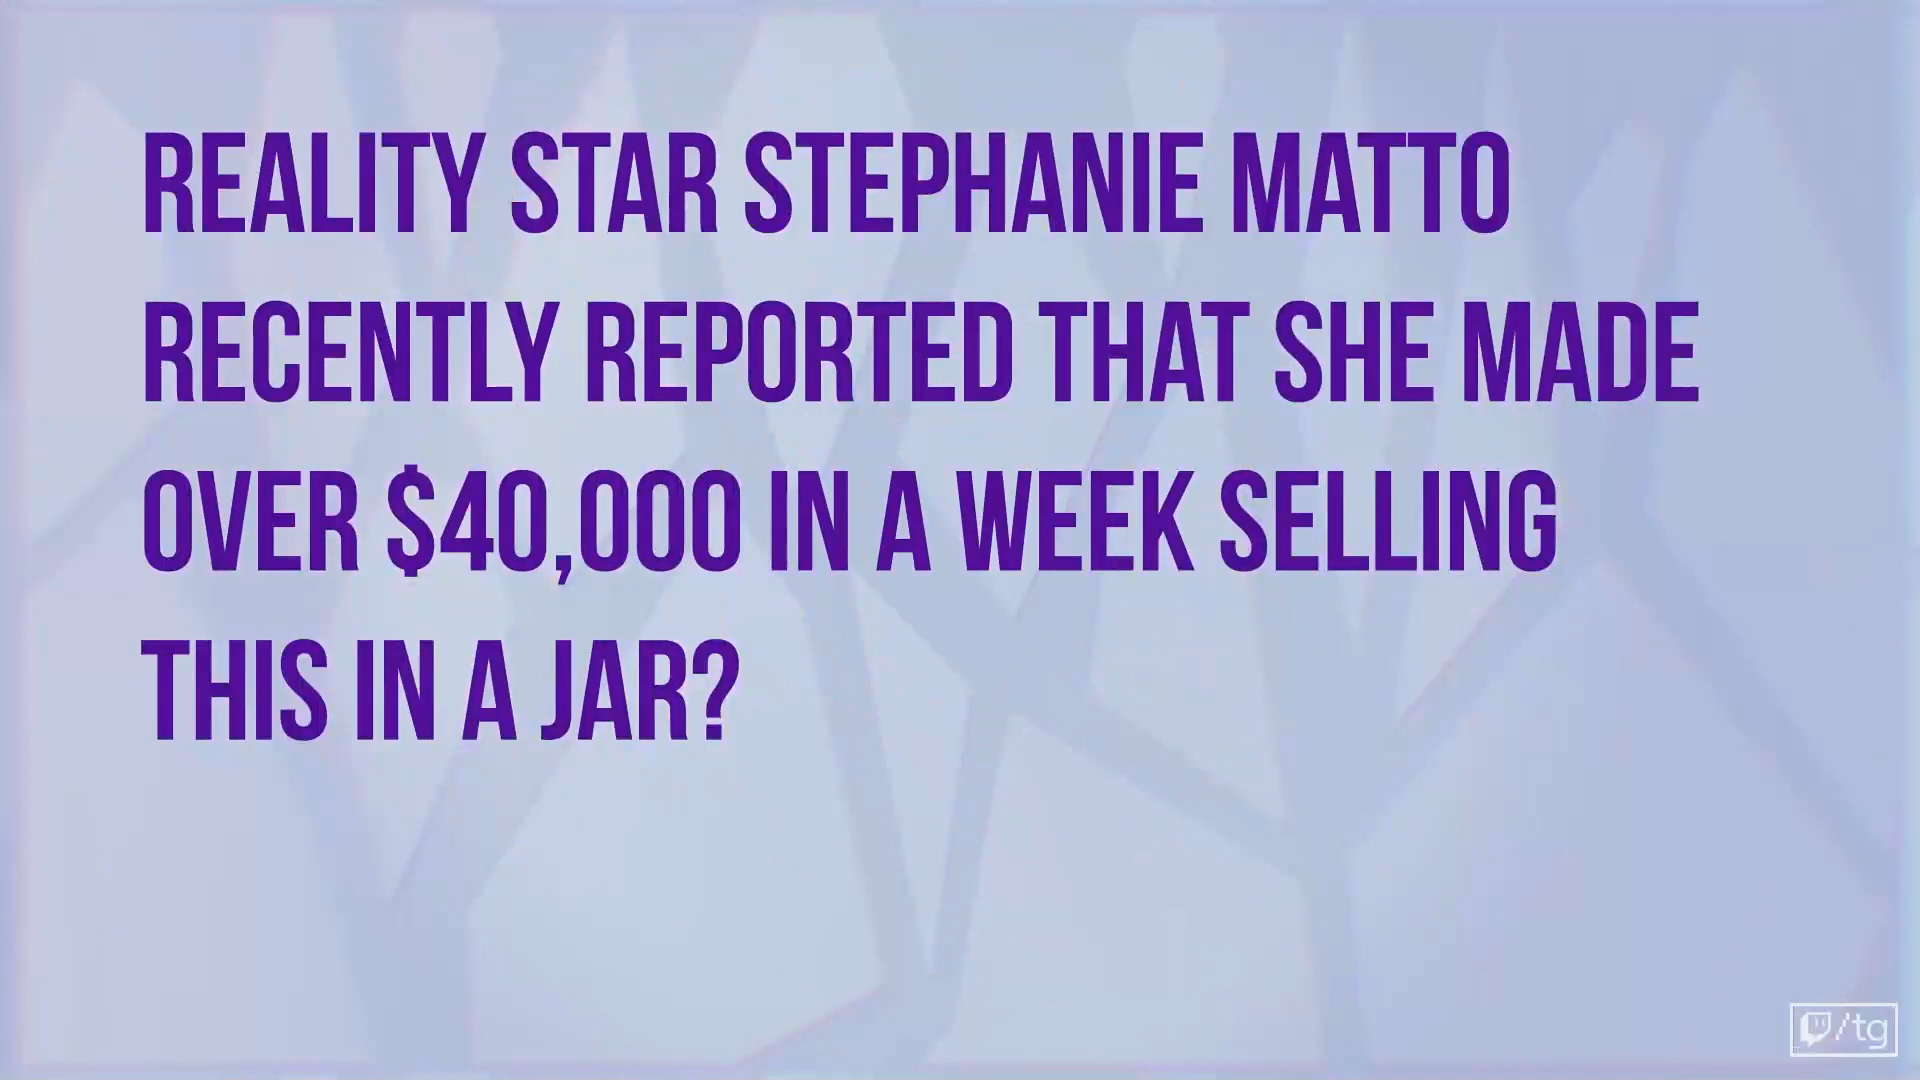 REALITY STAR STEPHANIE MATTO
RECENTLY REPORTED THAT SHE MADE
OVER $40,000 IN A WEEK SELLING
THIS IN A JAR?
/tg